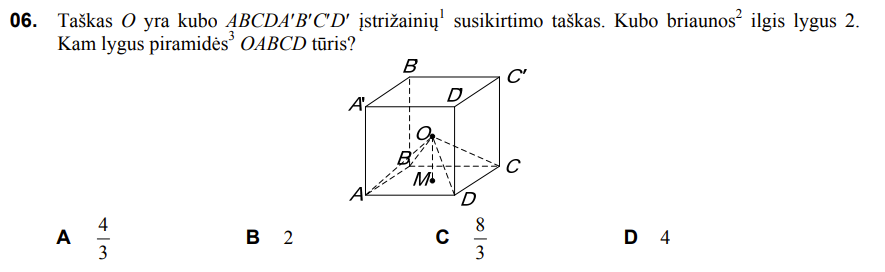 06. Taškas O yra kubo ABCDA'B'C'D' įstrižainių¹ susikirtimo taškas. Kubo briaunos² ilgis lygus 2.
Kam lygus piramidės³ OABCD tūris?
B
C'
A'
D
O
B
C
M
A
D
A 4/3 B 2 C 8/3 D 4